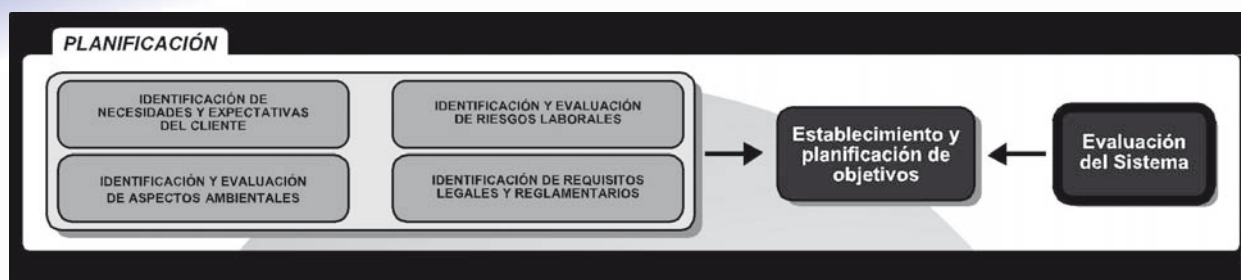 PLANIFICACIÓN
IDENTIFICACIÓN DE
NECESIDADES Y EXPECTATIVAS
DEL CLIENTE
IDENTIFICACIÓN Y EVALUACIÓN
DE RIESGOS LABORALES
IDENTIFICACIÓN Y EVALUACIÓN
DE ASPECTOS AMBIENTALES
IDENTIFICACIÓN DE REQUISITOS
LEGALES Y REGLAMENTARIOS
Establecimiento y
planificación de
objetivos
Evaluación
del Sistema